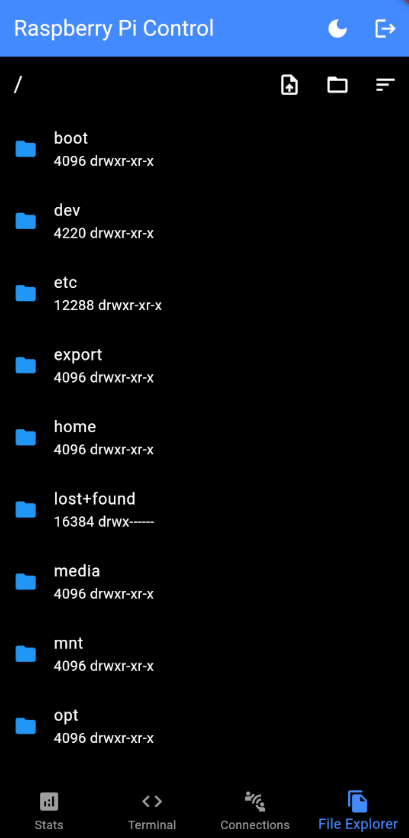 Raspberry Pi Control
/
boot
4096 drwxr-xr-x
dev
4220 drwxr-xr-x
etc
12288 drwxr-xr-x
export
4096 drwxr-xr-x
home
4096 drwxr-xr-x
lost+found
16384 drwx------
media
4096 drwxr-xr-x
mnt
4096 drwxr-xr-x
opt
4096 drwxr-xr-x
Stats
Terminal
Connections
File Explorer